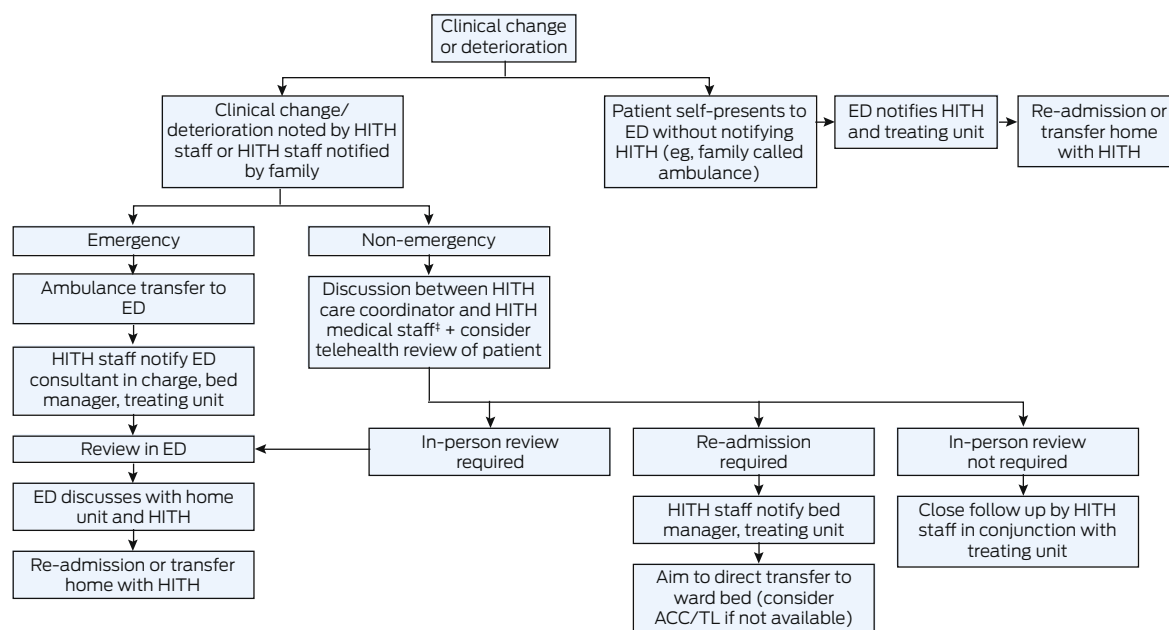 Clinical change
or deterioration
Clinical change/
deterioration noted by HITH
staff or HITH staff notified
by family
Patient self-presents to
ED without notifying
HITH (eg, family called
ambulance)
ED notifies HITH
and treating unit
Re-admission or
transfer home
with HITH
Emergency
Non-emergency
Ambulance transfer to
ED
Discussion between HITH
care coordinator and HITH
medical staff‡ + consider
telehealth review of patient
HITH staff notify ED
consultant in charge, bed
manager, treating unit
Review in ED
In-person review
required
Re-admission
required
In-person review
not required
ED discusses with home
unit and HITH
HITH staff notify bed
manager, treating unit
Close follow up by HITH
staff in conjunction with
treating unit
Re-admission or transfer
home with HITH
Aim to direct transfer to
ward bed (consider
ACC/TL if not available)